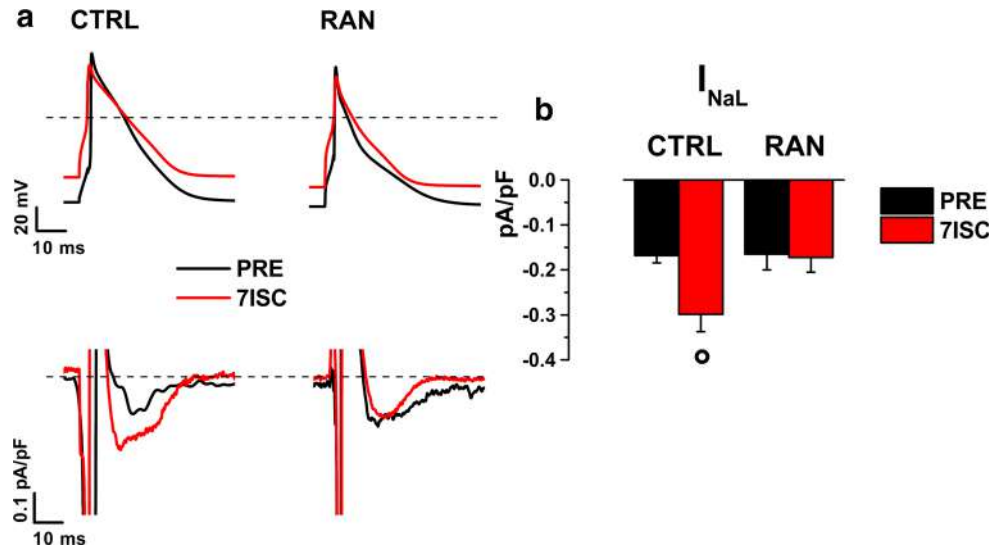 a
CTRL
RAN
20 mV
10 ms
PRE
7ISC
0.1 pA/pF
10 ms
b
I_NaL
CTRL
RAN
pA/pF
0.0
-0.1
-0.2
-0.3
-0.4
PRE
7ISC